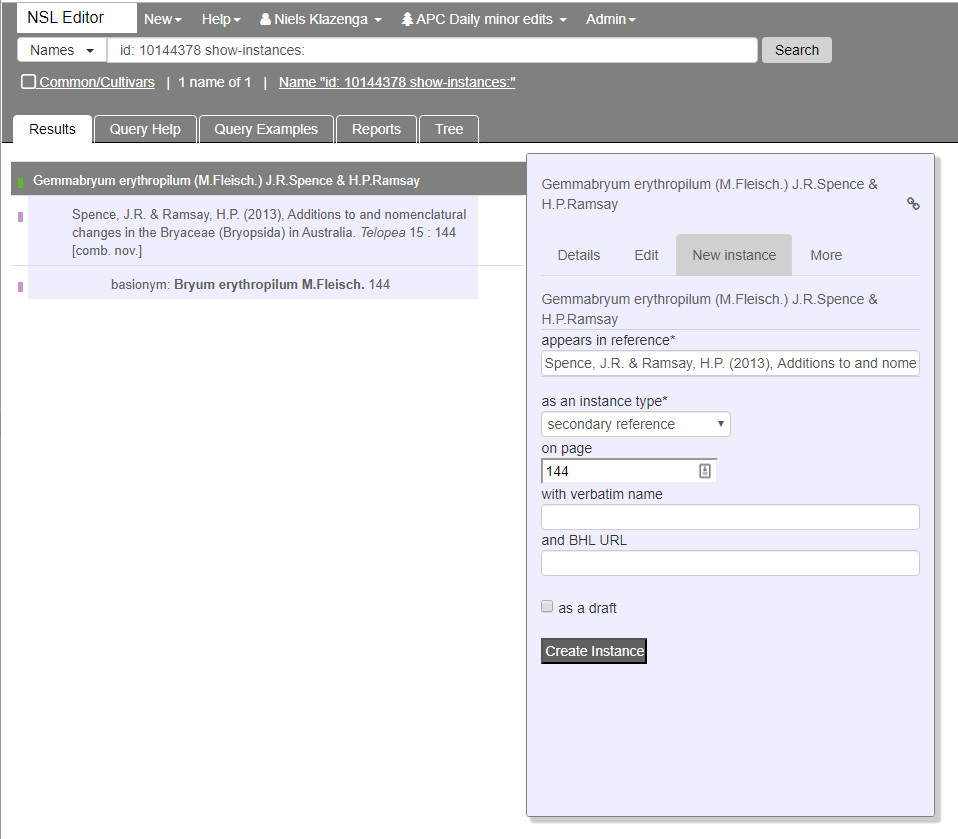 NSL Editor New Help Niels Klazenga APC Daily minor edits Admin
Names id: 10144378 show-instances: Search
Common/Cultivars | 1 name of 1 | Name "id: 10144378 show-instances:"
Results Query Help Query Examples Reports Tree
Gemmabryum erythropilum (M.Fleisch.) J.R.Spence & H.P.Ramsay
Spence, J.R. & Ramsay, H.P. (2013), Additions to and nomenclatural
changes in the Bryaceae (Bryopsida) in Australia. Telopea 15 : 144
[comb. nov.]
basionym: Bryum erythropilum M.Fleisch. 144
Gemmabryum erythropilum (M.Fleisch.) J.R.Spence &
H.P.Ramsay
Details Edit New instance More
Gemmabryum erythropilum (M.Fleisch.) J.R.Spence &
H.P.Ramsay
appears in reference*
Spence, J.R. & Ramsay, H.P. (2013), Additions to and nome
as an instance type*
secondary reference
on page
144
with verbatim name
and BHL URL
as a draft
Create Instance